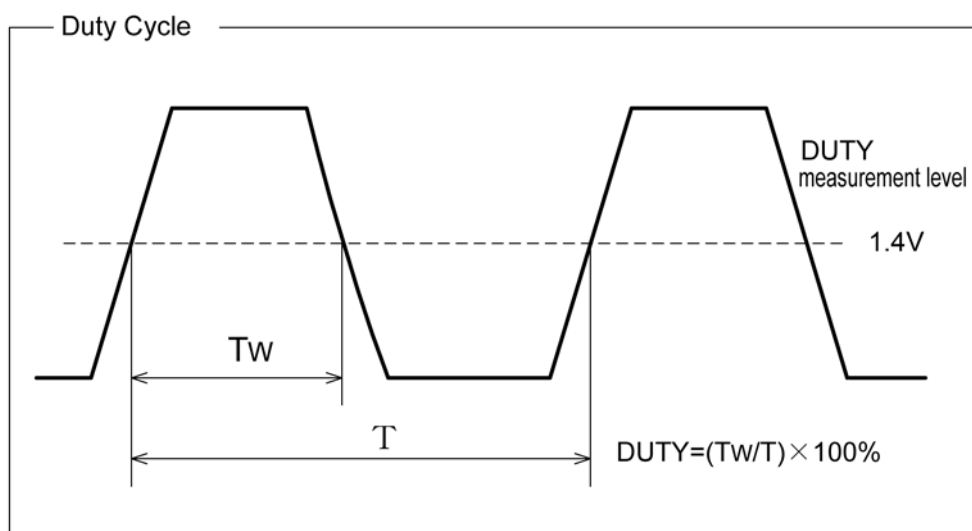 Duty Cycle
DUTY
measurement level
1.4V
Tw
T
DUTY=(Tw/T)×100%